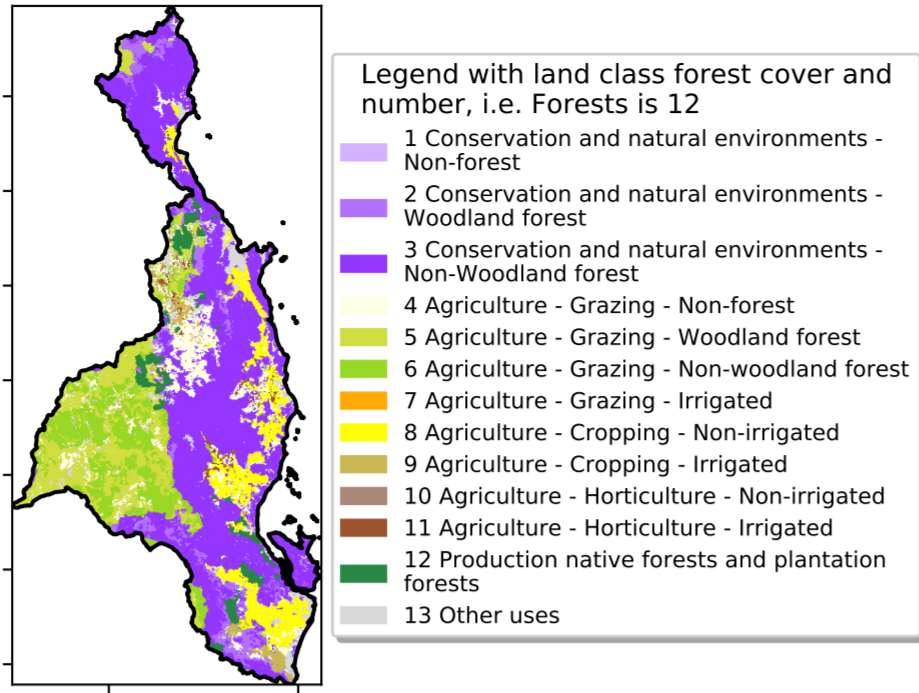 Legend with land class forest cover and
number, i.e. Forests is 12
1 Conservation and natural environments -
Non-forest
2 Conservation and natural environments -
Woodland forest
3 Conservation and natural environments -
Non-Woodland forest
4 Agriculture - Grazing - Non-forest
5 Agriculture - Grazing - Woodland forest
6 Agriculture - Grazing - Non-woodland forest
7 Agriculture - Grazing - Irrigated
8 Agriculture - Cropping - Non-irrigated
9 Agriculture - Cropping - Irrigated
10 Agriculture - Horticulture - Non-irrigated
11 Agriculture - Horticulture - Irrigated
12 Production native forests and plantation
forests
13 Other uses